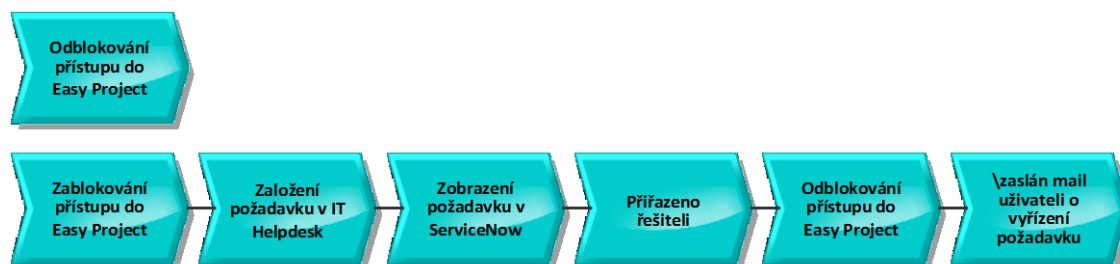 Odblokování
přístupu do
Easy Project
Zablokování
přístupu do
Easy Project
Založení
požadavku v IT
Helpdesk
Zobrazení
požadavku v
ServiceNow
Přiřazeno
řešiteli
Odblokování
přístupu do
Easy Project
\zaslán mail
uživateli o
vyřízení
požadavku